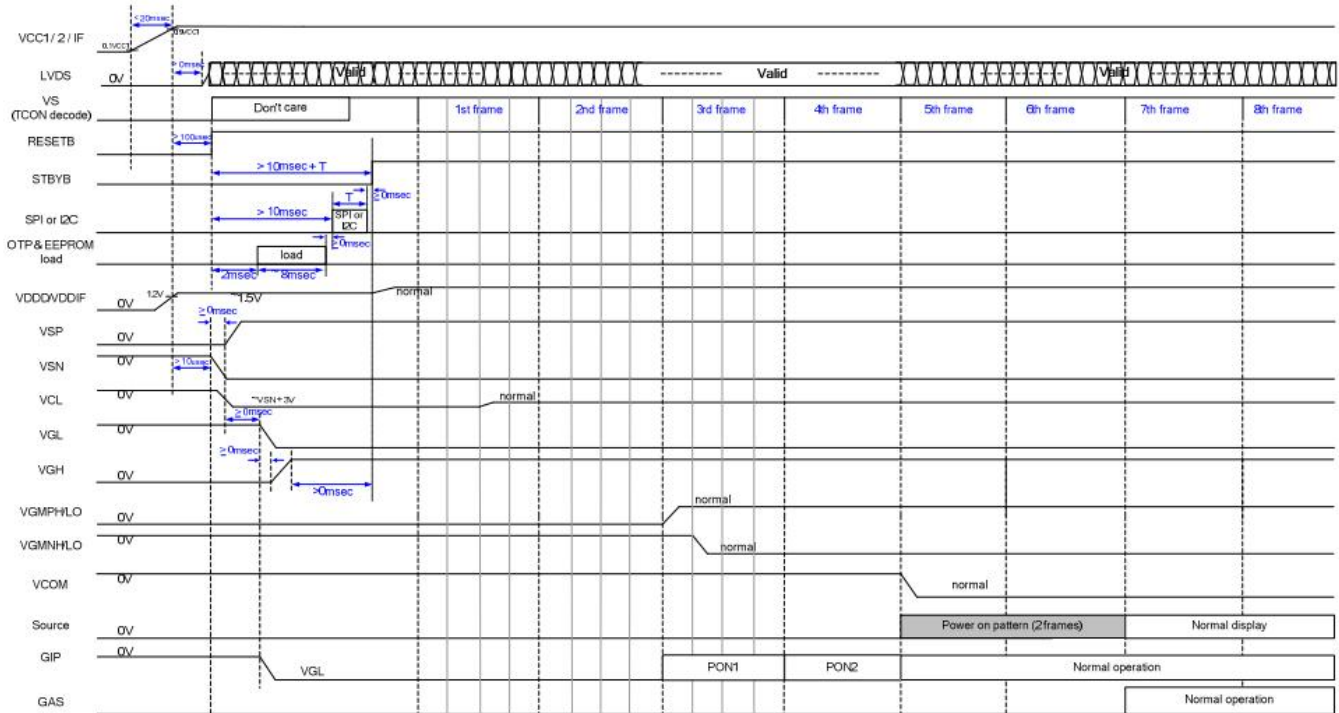 <20msec
VCC1/ 2 / IF
0.1VCC1
0.9VCC1
> 0msec
LVDS
0V
Valid
Valid
Valid
VS
(TCON decode)
Don't care
1st frame
2nd frame
3rd frame
4th frame
5th frame
6th frame
7th frame
8th frame
RESETB
> 100usec
STBYB
> 10msec + T
T
≥ 0msec
SPI or I2C
> 10msec
SPI or
I2C
≥ 0msec
OTP & EEPROM
load
load
2msec
~8msec
VDDD/VDDIF
0V
1.2V
~1.5V
normal
≥ 0msec
VSP
0V
VSN
0V
> 10usec
VCL
0V
~VSN+3V
normal
≥ 0msec
VGL
0V
≥ 0msec
VGH
0V
>0msec
VGMPH/LO
0V
normal
VGMNH/LO
0V
normal
VCOM
0V
normal
Source
0V
Power on pattern (2frames)
Normal display
GIP
0V
VGL
PON1
PON2
Normal operation
GAS
Normal operation